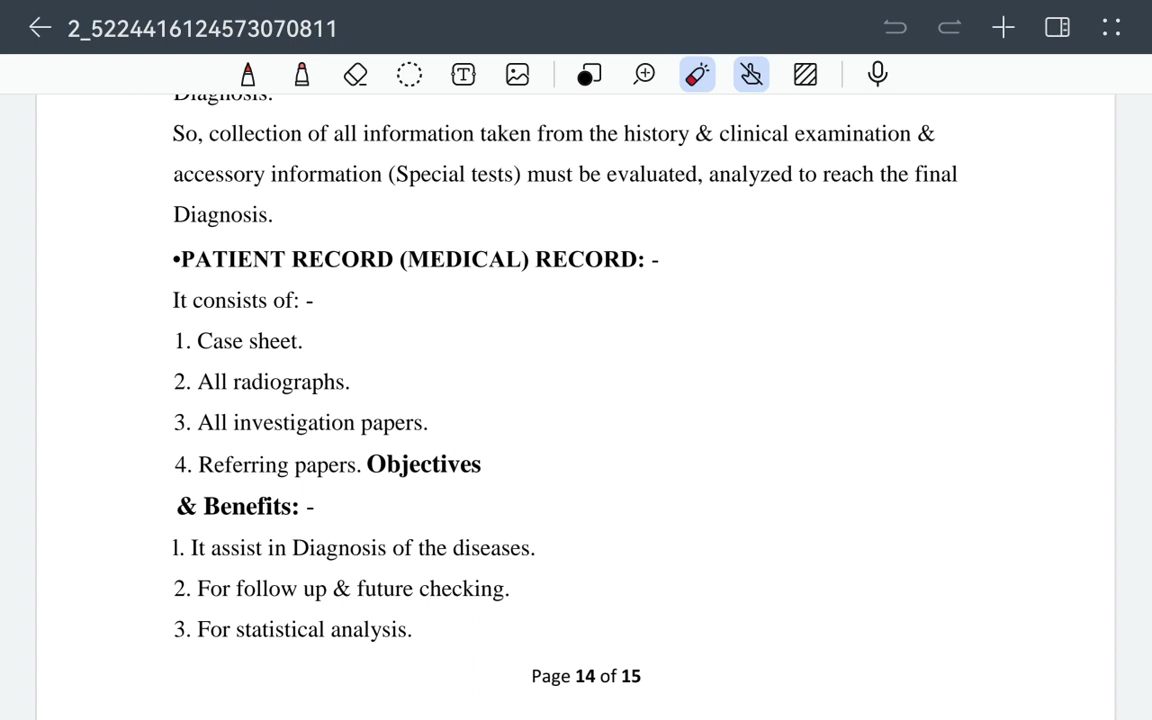 2_5224416124573070811
Diagnosis.
So, collection of all information taken from the history & clinical examination &
accessory information (Special tests) must be evaluated, analyzed to reach the final
Diagnosis.
•PATIENT RECORD (MEDICAL) RECORD: -
It consists of: -
1. Case sheet.
2. All radiographs.
3. All investigation papers.
4. Referring papers. Objectives
& Benefits: -
l. It assist in Diagnosis of the diseases.
2. For follow up & future checking.
3. For statistical analysis.
Page 14 of 15